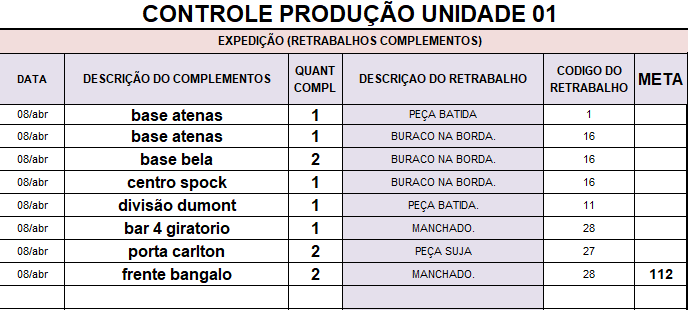 CONTROLE PRODUÇÃO UNIDADE 01
EXPEDIÇÃO (RETRABALHOS COMPLEMENTOS)
DATA DESCRIÇÃO DO COMPLEMENTOS QUANT COMPL DESCRIÇAO DO RETRABALHO CODIGO DO RETRABALHO META
08/abr base atenas 1 PEÇA BATIDA 1
08/abr base atenas 1 BURACO NA BORDA. 16
08/abr base bela 2 BURACO NA BORDA. 16
08/abr centro spock 1 BURACO NA BORDA. 16
08/abr divisão dumont 1 PEÇA BATIDA. 11
08/abr bar 4 giratorio 1 MANCHADO. 28
08/abr porta carlton 2 PEÇA SUJA 27
08/abr frente bangalo 2 MANCHADO. 28 112